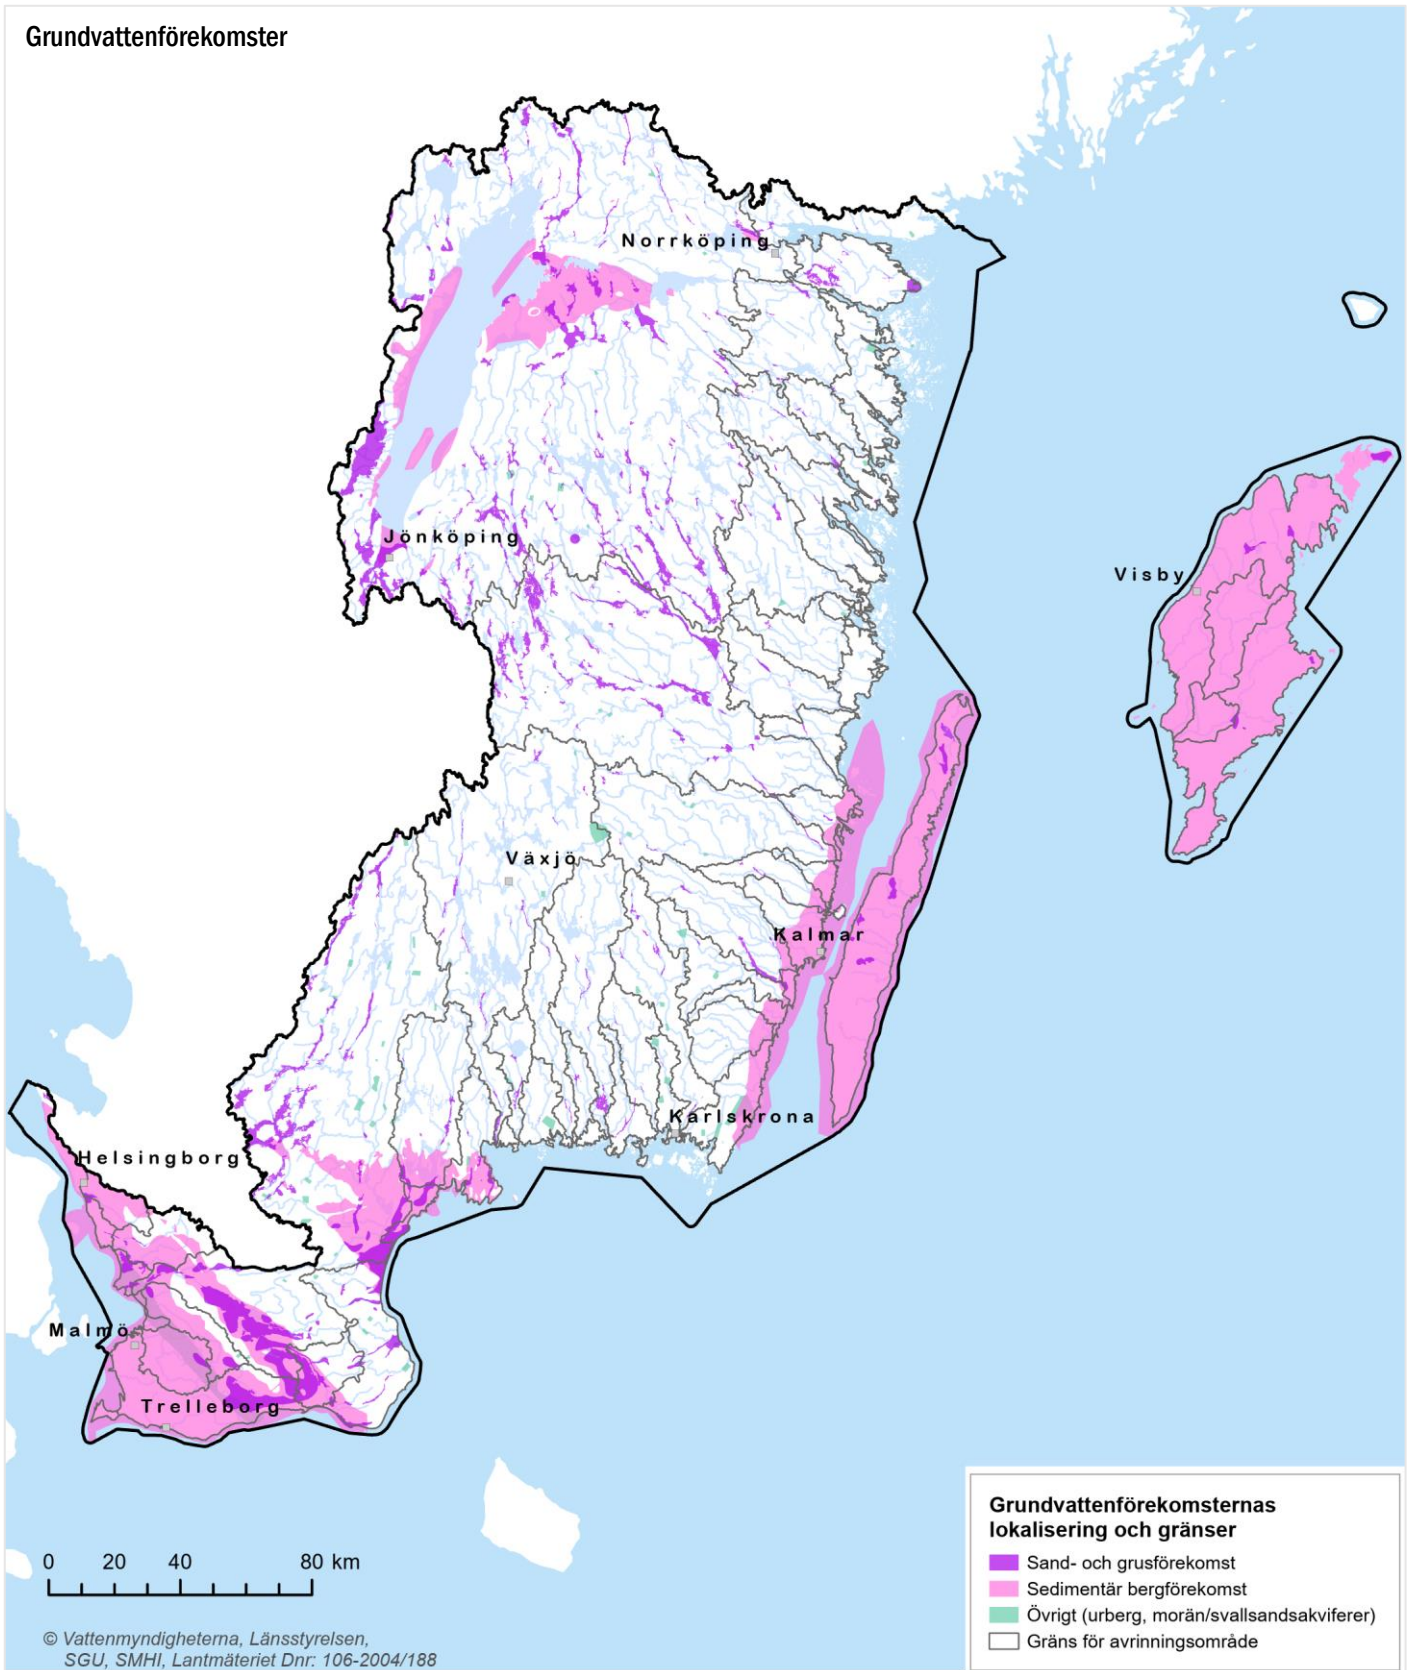 Grundvattenförekomster
Norrköping
Jönköping
Visby
Växjö
Kalmar
Karlskrona
Helsingborg
Malmö
Trelleborg
Grundvattenförekomsternas
lokalisering och gränser
Sand- och grusförekomst
Sedimentär bergförekomst
Övrigt (urberg, morän/svallsandsakviferer)
Gräns för avrinningsområde
0 20 40 80 km
© Vattenmyndigheterna, Länsstyrelsen,
SGU, SMHI, Lantmäteriet Dnr: 106-2004/188